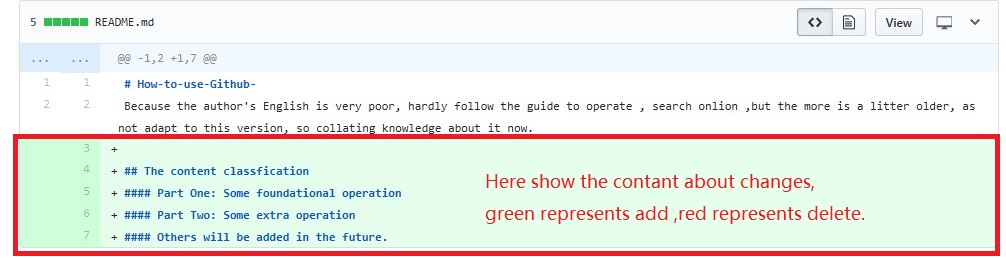 5 README.md View
... ... @@ -1,2 +1,7 @@
1 1 # How-to-use-Github-
2 2 Because the author's English is very poor, hardly follow the guide to operate , search onlion ,but the more is a litter older, as
not adapt to this version, so collating knowledge about it now.
3 +
4 + ## The content classfication
5 + #### Part One: Some foundational operation
6 + #### Part Two: Some extra operation
7 + #### Others will be added in the future.
Here show the contant about changes,
green represents add ,red represents delete.